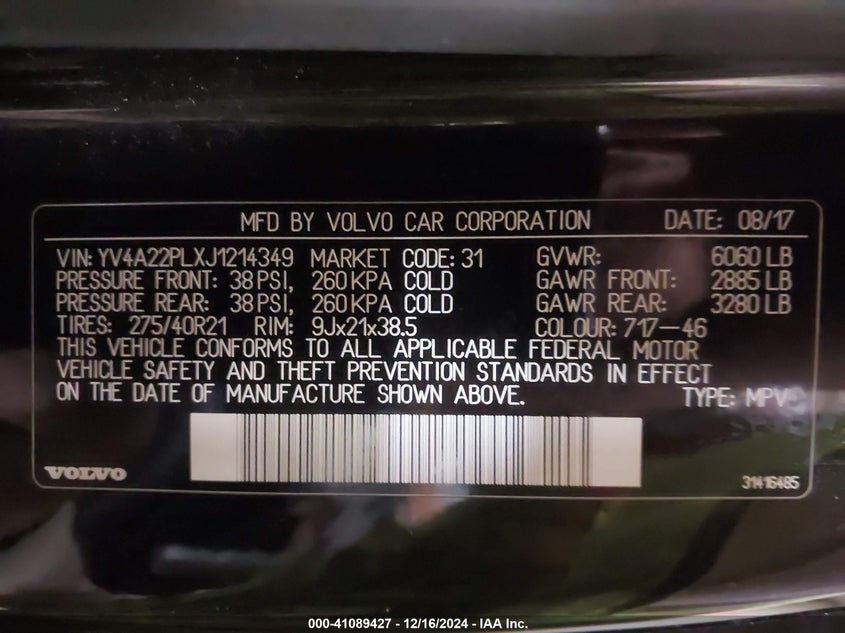 MFD BY VOLVO CAR CORPORATION DATE: 08/17
VIN: YV4A22PLXJ1214349 MARKET CODE: 31 GVWR: 6060 LB
PRESSURE FRONT: 38 PSI, 260 KPA COLD GAWR FRONT: 2885 LB
PRESSURE REAR: 38 PSI, 260 KPA COLD GAWR REAR: 3280 LB
TIRES: 275/40R21 RIM: 9Jx21x38.5 COLOUR: 717-46
THIS VEHICLE CONFORMS TO ALL APPLICABLE FEDERAL MOTOR
VEHICLE SAFETY AND THEFT PREVENTION STANDARDS IN EFFECT
ON THE DATE OF MANUFACTURE SHOWN ABOVE. TYPE: MPV
VOLVO 31416485
000-41089427 - 12/16/2024 - IAA Inc.